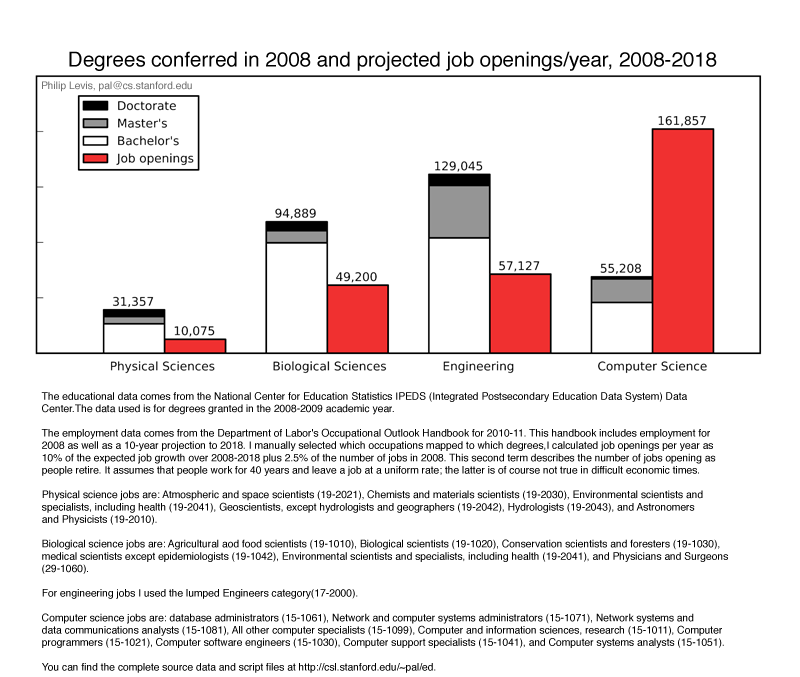 Degrees conferred in 2008 and projected job openings/year, 2008-2018
Philip Levis, pal@cs.stanford.edu
Doctorate
Master's
Bachelor's
Job openings
31,357
10,075
94,889
49,200
129,045
57,127
55,208
161,857
Physical Sciences
Biological Sciences
Engineering
Computer Science
The educational data comes from the National Center for Education Statistics IPEDS (Integrated Postsecondary Education Data System) Data
Center.The data used is for degrees granted in the 2008-2009 academic year.
The employment data comes from the Department of Labor's Occupational Outlook Handbook for 2010-11. This handbook includes employment for
2008 as well as a 10-year projection to 2018. I manually selected which occupations mapped to which degrees,I calculated job openings per year as
10% of the expected job growth over 2008-2018 plus 2.5% of the number of jobs in 2008. This second term describes the number of jobs opening as
people retire. It assumes that people work for 40 years and leave a job at a uniform rate; the latter is of course not true in difficult economic times.
Physical science jobs are: Atmospheric and space scientists (19-2021), Chemists and materials scientists (19-2030), Environmental scientists and
specialists, including health (19-2041), Geoscientists, except hydrologists and geographers (19-2042), Hydrologists (19-2043), and Astronomers
and Physicists (19-2010).
Biological science jobs are: Agricultural aod food scientists (19-1010), Biological scientists (19-1020), Conservation scientists and foresters (19-1030),
medical scientists except epidemiologists (19-1042), Environmental scientists and specialists, including health (19-2041), and Physicians and Surgeons
(29-1060).
For engineering jobs I used the lumped Engineers category(17-2000).
Computer science jobs are: database administrators (15-1061), Network and computer systems administrators (15-1071), Network systems and
data communications analysts (15-1081), All other computer specialists (15-1099), Computer and information sciences, research (15-1011), Computer
programmers (15-1021), Computer software engineers (15-1030), Computer support specialists (15-1041), and Computer systems analysts (15-1051).
You can find the complete source data and script files at http://csl.stanford.edu/~pal/ed.